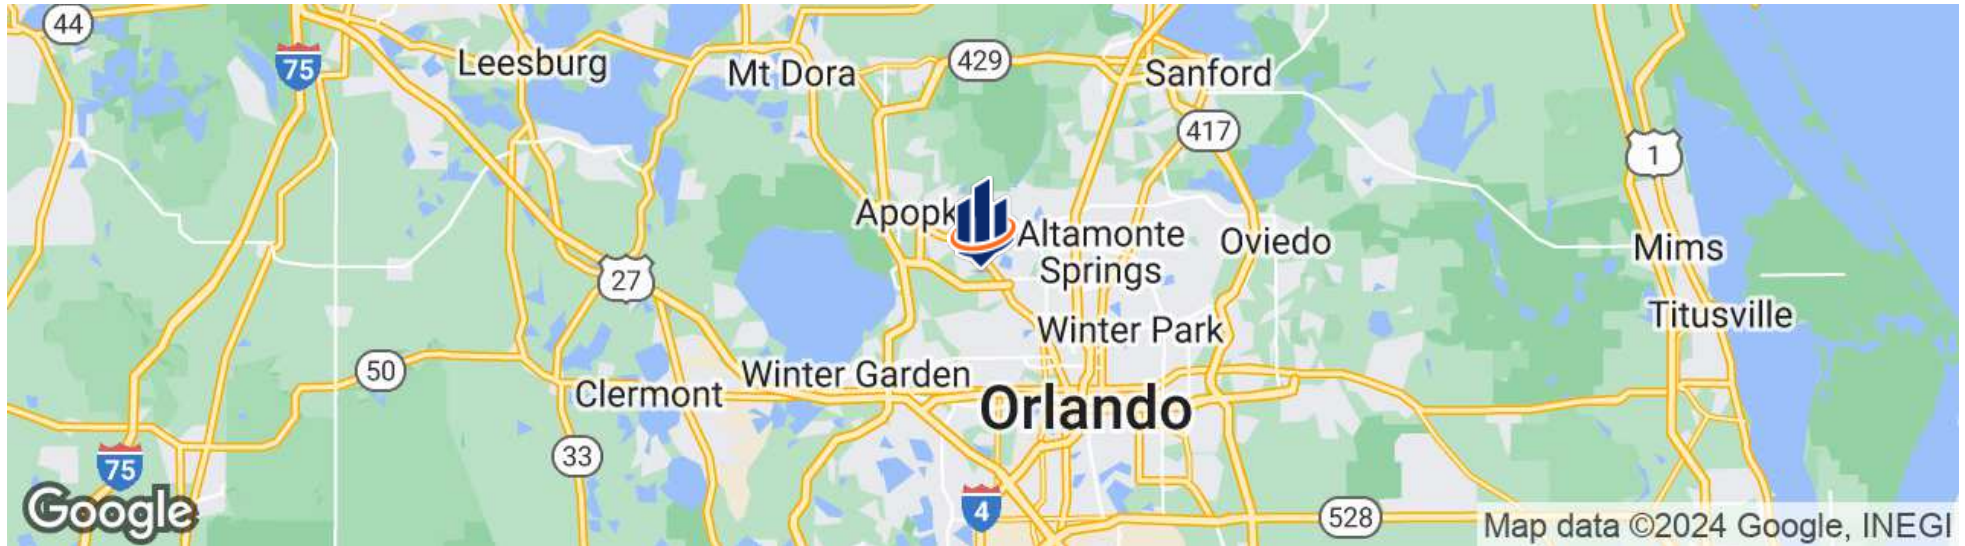 44
75
Leesburg
Mt Dora
429
Sanford
417
1
Apopk
Altamonte
Springs
Oviedo
Mims
27
Titusville
Winter Park
50
Winter Garden
Clermont
Orlando
33
75
4
528
Google
Map data ©2024 Google, INEGI